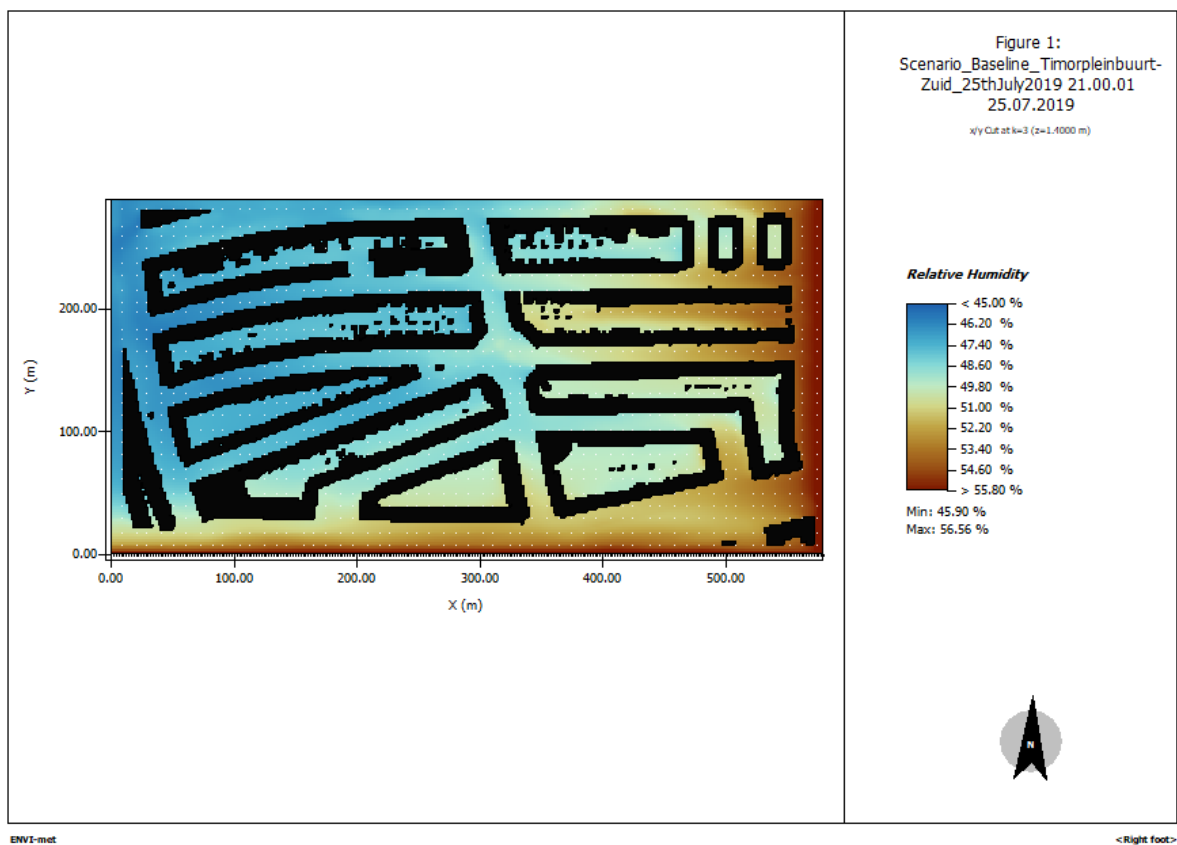 Figure 1:
Scenario_Baseline_Timorpleinbuurt-
Zuid_25thJuly2019 21.00.01
25.07.2019
x/y Cut at k=3 (z=1.4000 m)
Relative Humidity
< 45.00 %
46.20 %
47.40 %
48.60 %
49.80 %
51.00 %
52.20 %
53.40 %
54.60 %
> 55.80 %
Min: 45.90 %
Max: 56.56 %
Y (m)
200.00
100.00
0.00
0.00 100.00 200.00 300.00 400.00 500.00
X (m)
N
ENVI-met
<Right foot>